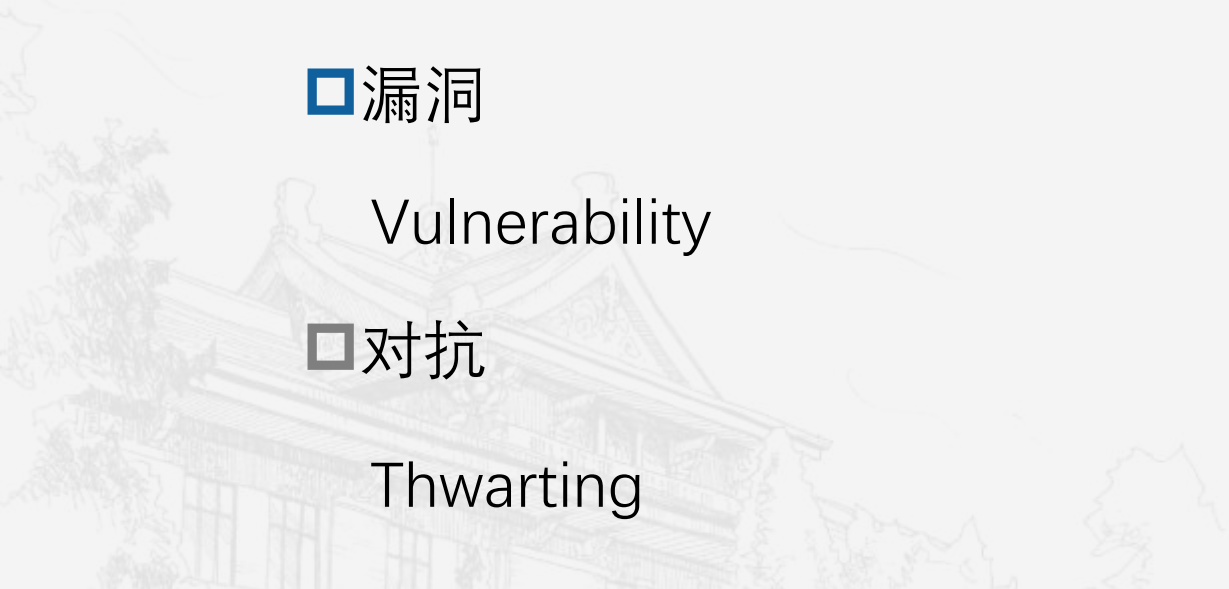 漏洞
Vulnerability
对抗
Thwarting